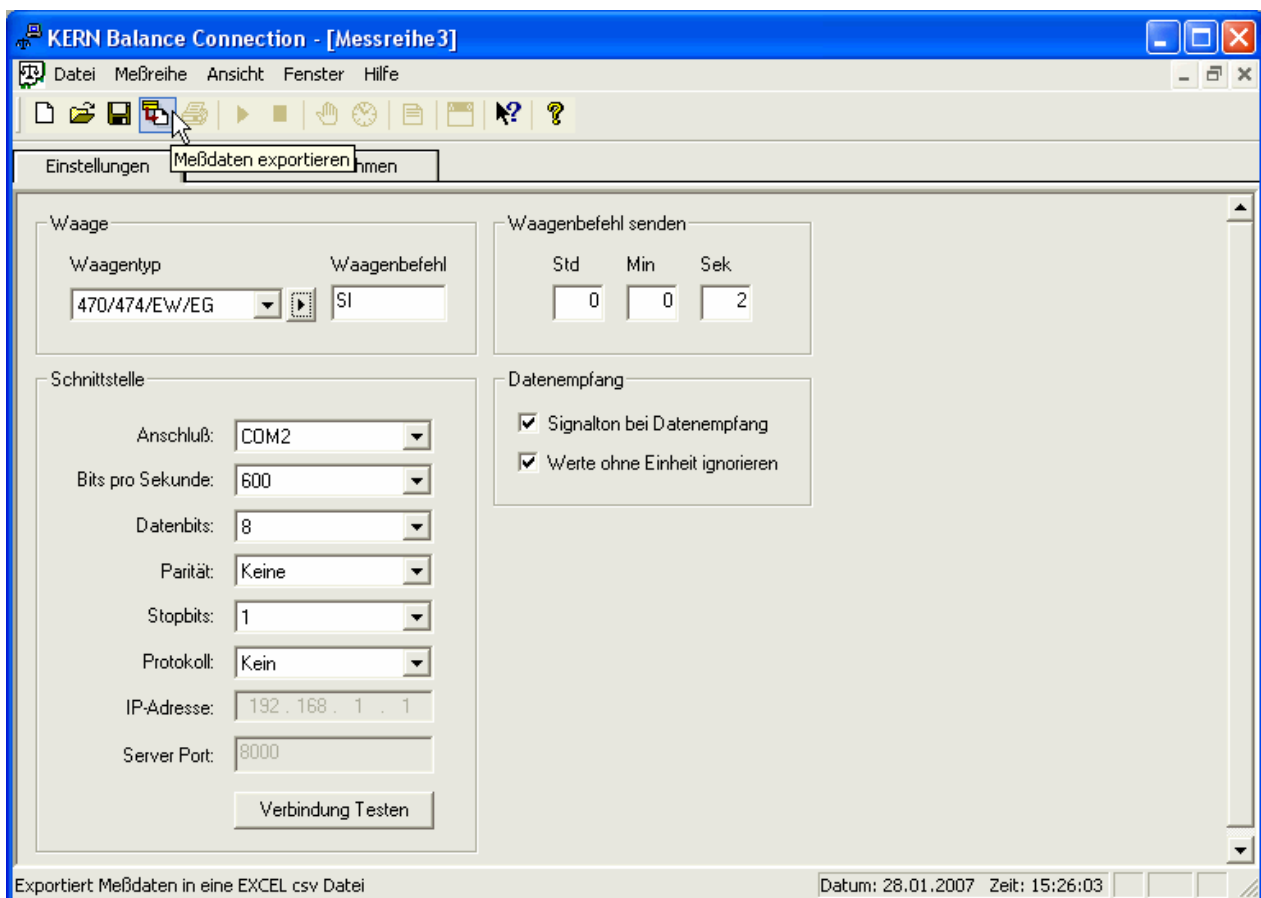 KERN Balance Connection - [Messreihe3]
Datei Meßreihe Ansicht Fenster Hilfe
Meßdaten exportieren
Einstellungen hmen
Waage
Waagentyp Waagenbefehl
470/474/EW/EG SI
Waagenbefehl senden
Std Min Sek
0 0 2
Schnittstelle
Anschluß: COM2
Bits pro Sekunde: 600
Datenbits: 8
Parität: Keine
Stopbits: 1
Protokoll: Kein
IP-Adresse: 192 . 168 . 1 . 1
Server Port: 8000
Verbindung Testen
Datenempfang
Signalton bei Datenempfang
Werte ohne Einheit ignorieren
Exportiert Meßdaten in eine EXCEL csv Datei
Datum: 28.01.2007 Zeit: 15:26:03